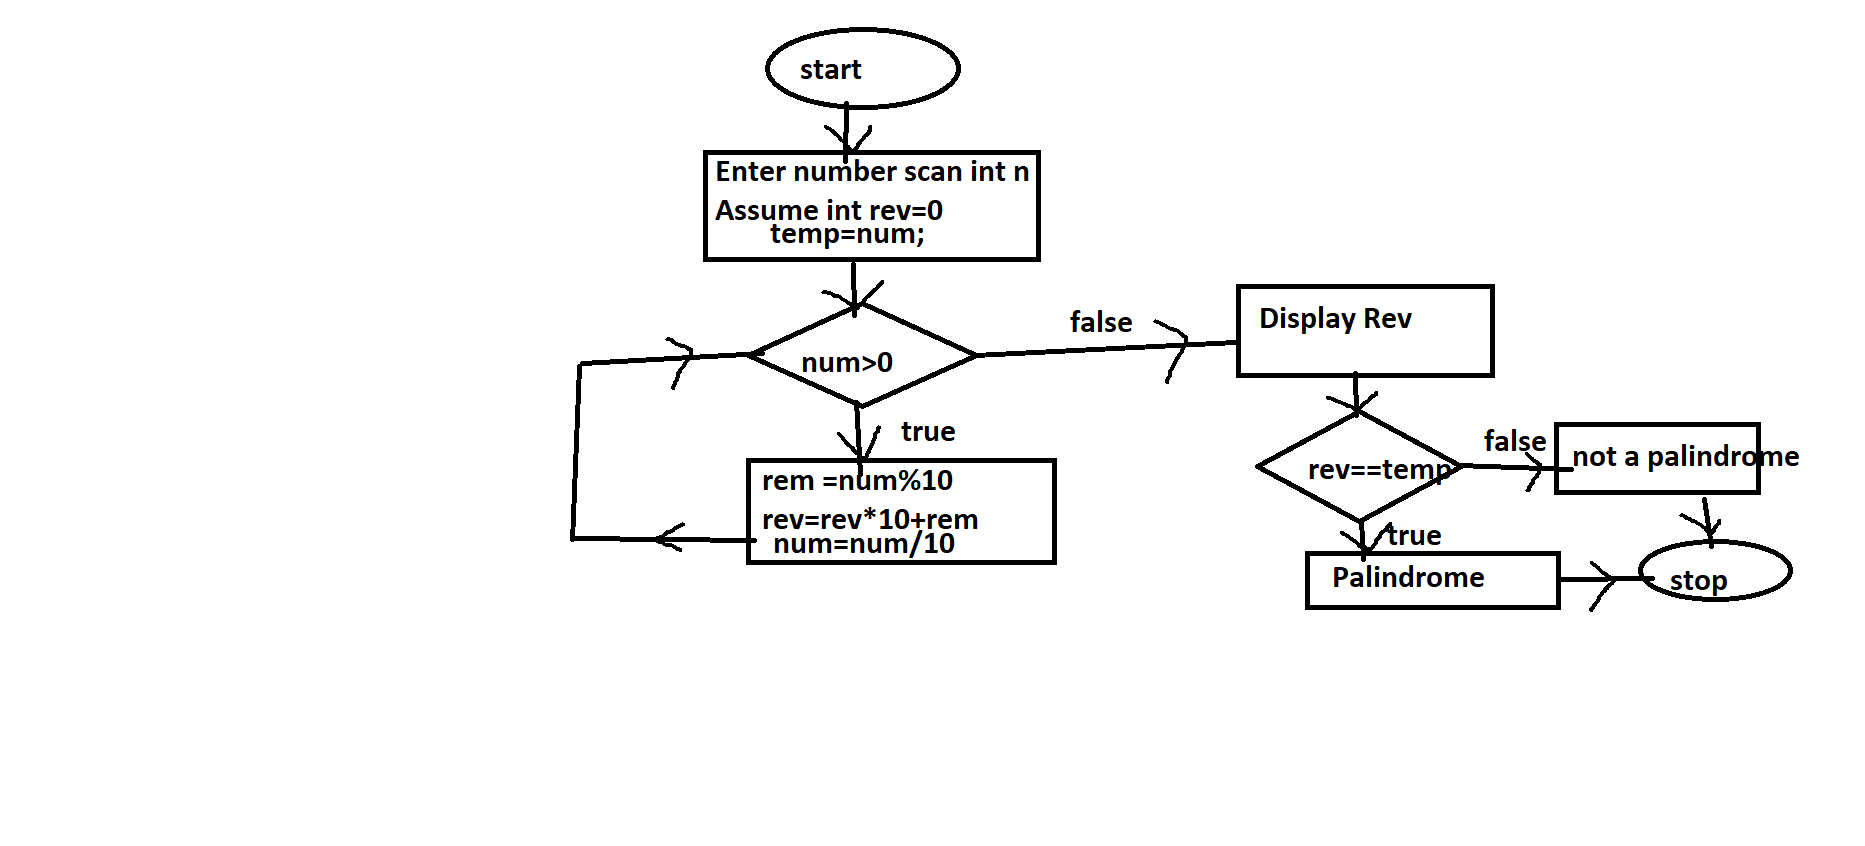 start
Enter number scan int n
Assume int rev=0
temp=num;
num>0
true
rem =num%10
rev=rev*10+rem
num=num/10
false
Display Rev
rev==temp
false
not a palindrome
true
Palindrome
stop